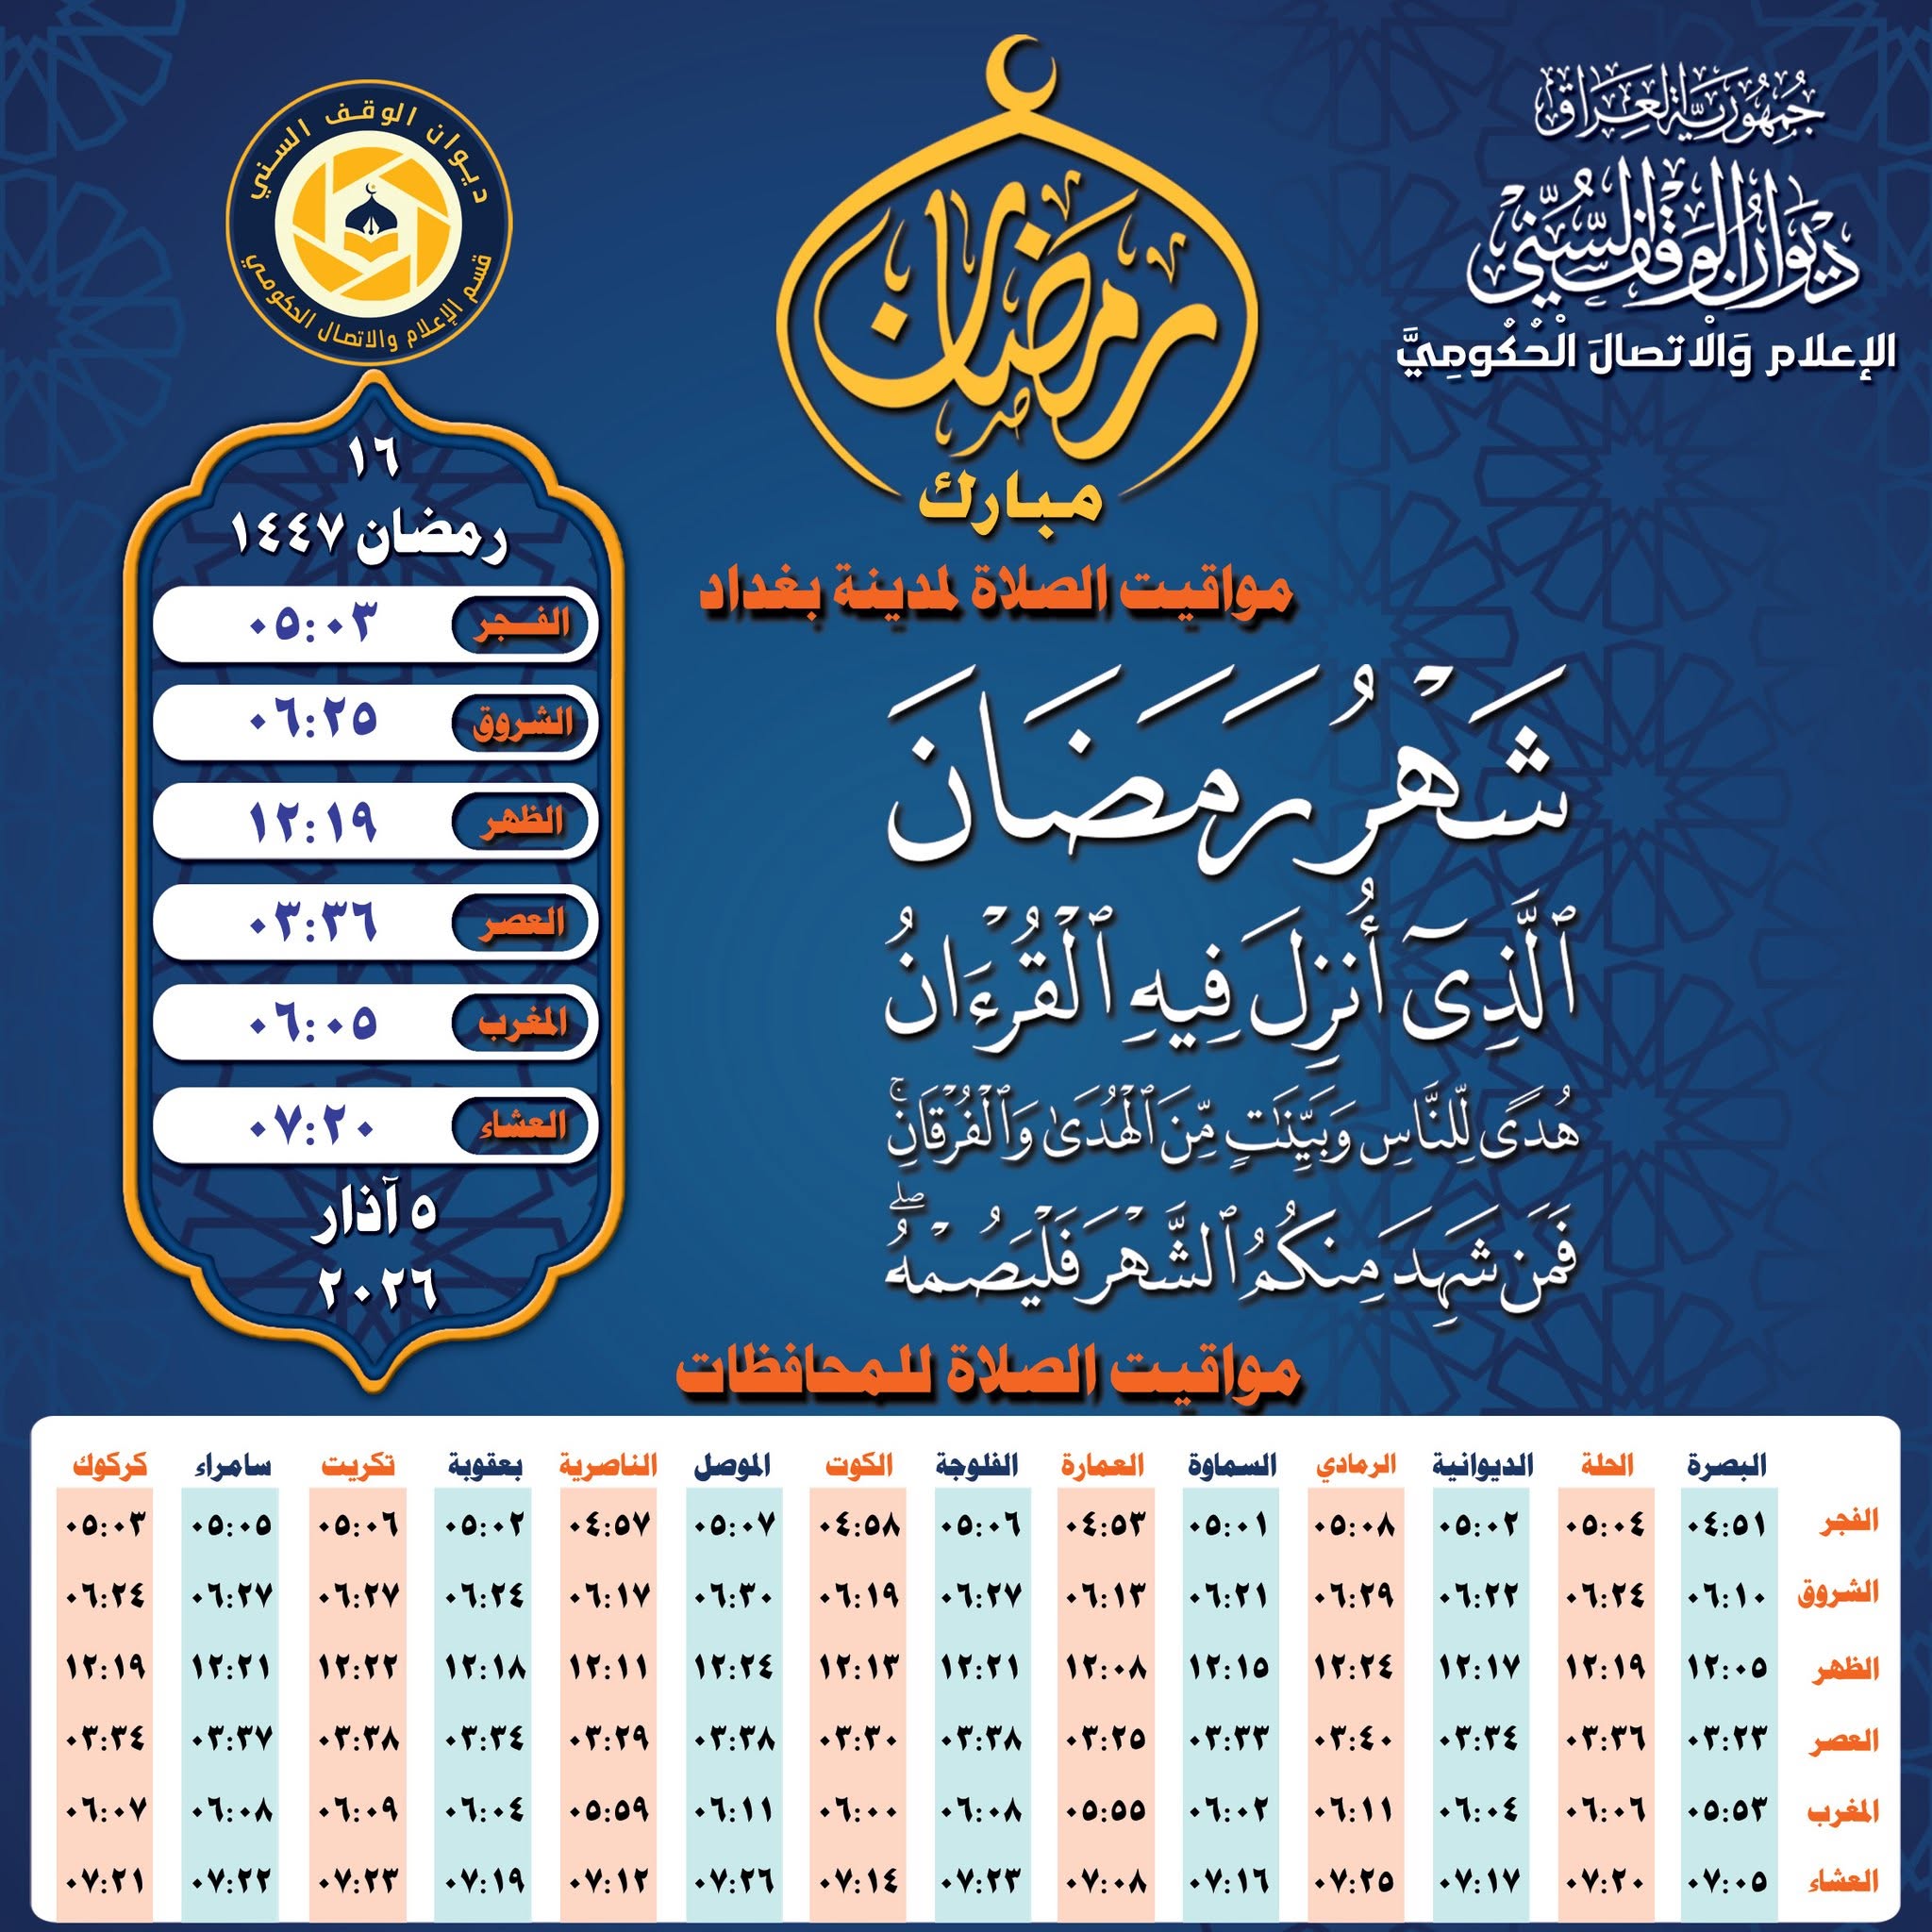 جُمْهُورِيَّة العِرَاق
دِيْوَانُ الْوَقْفِ السُّنِّي
الإعلام وَالاتصالَ الْحُكُومِيَّ
ديوان الوقف السني
قسم الإعلام والاتصال الحكومي
رمضان
مبارك
مواقيت الصلاة لمدينة بغداد
١٦
رمضان ١٤٤٧
الفجر ٠٥:٠٣
الشروق ٠٦:٢٥
الظهر ١٢:١٩
العصر ٠٣:٣٦
المغرب ٠٦:٠٥
العشاء ٠٧:٢٠
٥ آذار
٢٠٢٦
شَهْرُ رَمَضَانَ
ٱلَّذِىٓ أُنزِلَ فِيهِ ٱلْقُرْءَانُ
هُدًى لِّلنَّاسِ وَبَيِّنَٰتٍ مِّنَ ٱلْهُدَىٰ وَٱلْفُرْقَانِ ۚ
فَمَن شَهِدَ مِنكُمُ ٱلشَّهْرَ فَلْيَصُمْهُ ۖ
مواقيت الصلاة للمحافظات
البصرة الحلة الديوانية الرمادي السماوة العمارة الفلوجة الكوت الموصل الناصرية بعقوبة تكريت سامراء كركوك
الفجر ٠٤:٥١ ٠٥:٠٤ ٠٥:٠٢ ٠٥:٠٨ ٠٥:٠١ ٠٤:٥٣ ٠٥:٠٦ ٠٤:٥٨ ٠٥:٠٧ ٠٤:٥٧ ٠٥:٠٢ ٠٥:٠٦ ٠٥:٠٥ ٠٥:٠٣
الشروق ٠٦:١٠ ٠٦:٢٤ ٠٦:٢٢ ٠٦:٢٩ ٠٦:٢١ ٠٦:١٣ ٠٦:٢٧ ٠٦:١٩ ٠٦:٣٠ ٠٦:١٧ ٠٦:٢٤ ٠٦:٢٧ ٠٦:٢٧ ٠٦:٢٤
الظهر ١٢:٠٥ ١٢:١٩ ١٢:١٧ ١٢:٢٤ ١٢:١٥ ١٢:٠٨ ١٢:٢١ ١٢:١٣ ١٢:٢٤ ١٢:١١ ١٢:١٨ ١٢:٢٢ ١٢:٢١ ١٢:١٩
العصر ٠٣:٢٣ ٠٣:٣٦ ٠٣:٣٤ ٠٣:٤٠ ٠٣:٣٣ ٠٣:٢٥ ٠٣:٣٨ ٠٣:٣٠ ٠٣:٣٨ ٠٣:٢٩ ٠٣:٣٤ ٠٣:٣٨ ٠٣:٣٧ ٠٣:٣٤
المغرب ٠٥:٥٣ ٠٦:٠٦ ٠٦:٠٤ ٠٦:١١ ٠٦:٠٢ ٠٥:٥٥ ٠٦:٠٨ ٠٦:٠٠ ٠٦:١١ ٠٥:٥٩ ٠٦:٠٤ ٠٦:٠٩ ٠٦:٠٨ ٠٦:٠٧
العشاء ٠٧:٠٥ ٠٧:٢٠ ٠٧:١٧ ٠٧:٢٥ ٠٧:١٦ ٠٧:٠٨ ٠٧:٢٣ ٠٧:١٤ ٠٧:٢٦ ٠٧:١٢ ٠٧:١٩ ٠٧:٢٣ ٠٧:٢٢ ٠٧:٢١